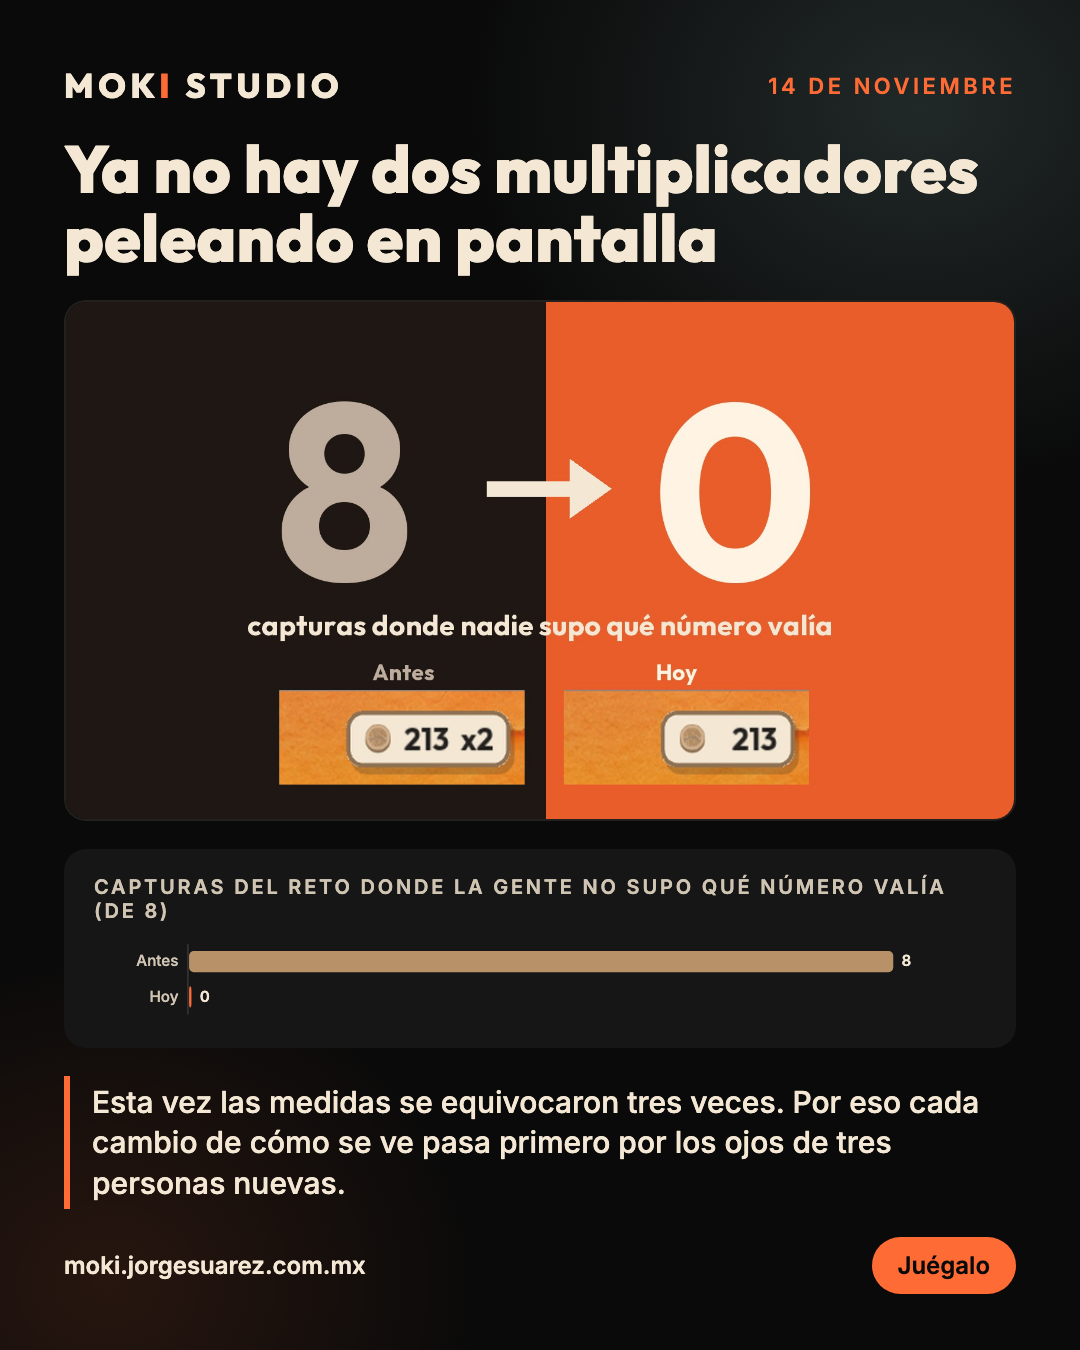 MOKI STUDIO
14 DE NOVIEMBRE
Ya no hay dos multiplicadores
peleando en pantalla
8
0
capturas donde nadie supo qué número valía
Antes
Hoy
213 x2
213
CAPTURAS DEL RETO DONDE LA GENTE NO SUPO QUÉ NÚMERO VALÍA
(DE 8)
Antes 8
Hoy 0
Esta vez las medidas se equivocaron tres veces. Por eso cada
cambio de cómo se ve pasa primero por los ojos de tres
personas nuevas.
moki.jorgesuarez.com.mx
Juégalo